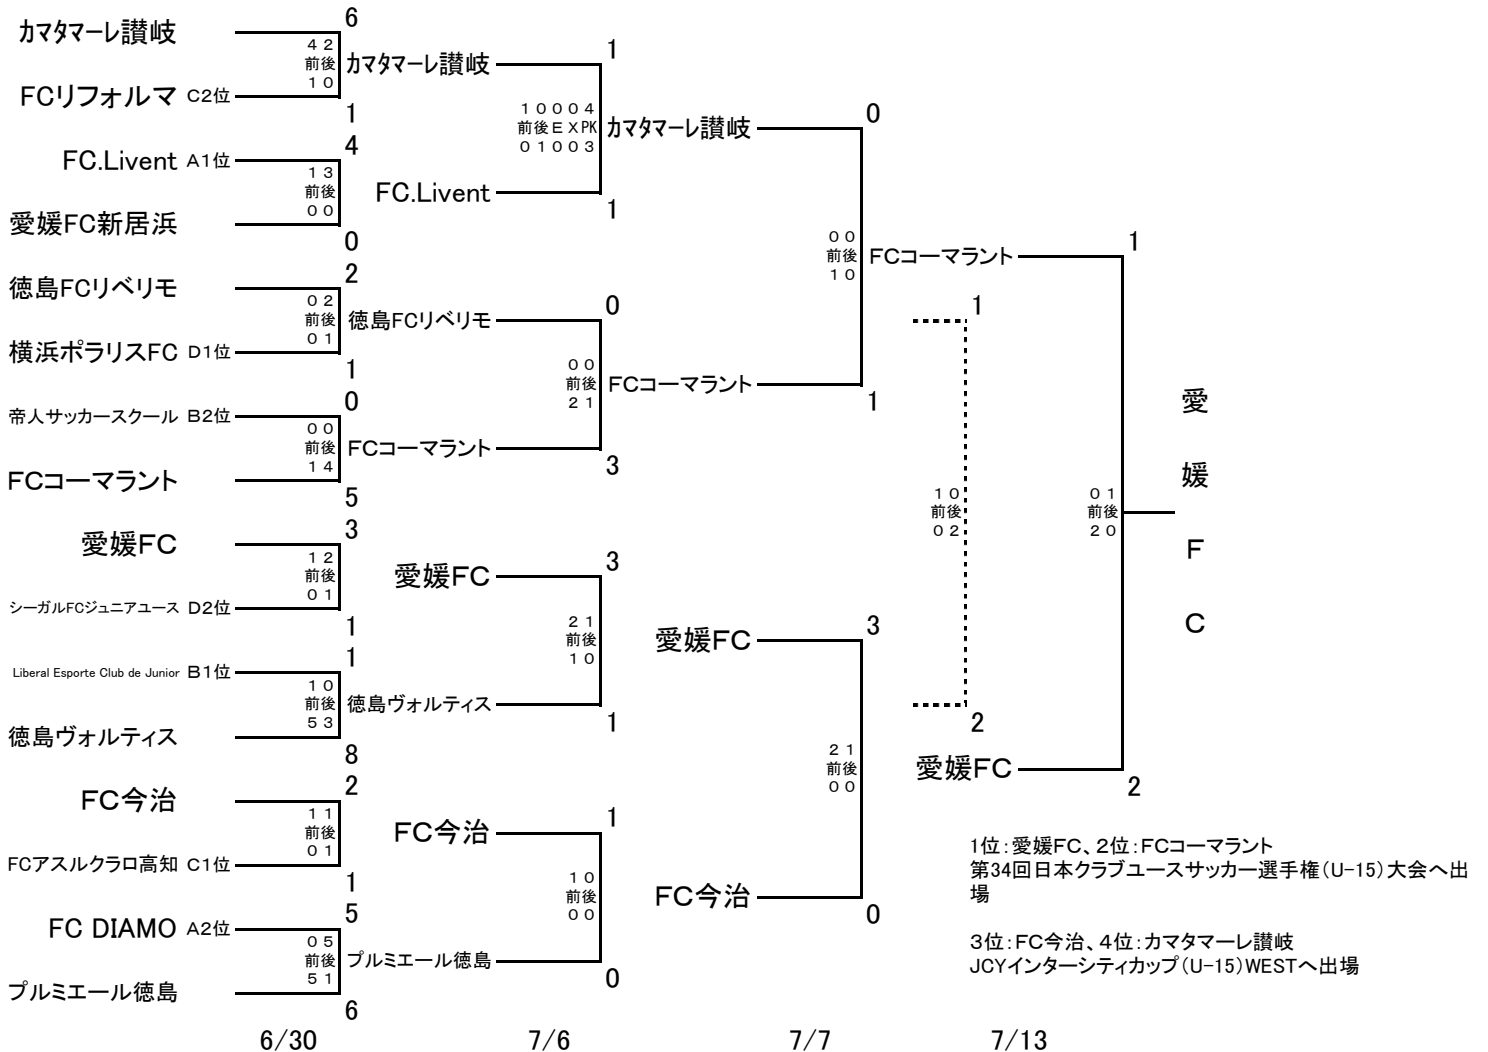 カマタマーレ讃岐
6
4 2
前後
1 0
FCリフォルマ C2位
1
FC.Livent A1位
4
1 3
前後
0 0
愛媛FC新居浜
0
徳島FCリベリモ
2
0 2
前後
0 1
横浜ポラリスFC D1位
1
帝人サッカースクール B2位
0
0 0
前後
1 4
FCコーマラント
5
愛媛FC
3
1 2
前後
0 1
シーガルFCジュニアユース D2位
1
Liberal Esporte Club de Junior B1位
1
1 0
前後
5 3
徳島ヴォルティス
8
FC今治
2
1 1
前後
0 1
FCアスルクラロ高知 C1位
1
FC DIAMO A2位
5
0 5
前後
5 1
プルミエール徳島
6
6/30
カマタマーレ讃岐
1
1 0 0 0 4
前後EXPK
0 1 0 0 3
FC.Livent
1
徳島FCリベリモ
0
0 0
前後
2 1
FCコーマラント
3
愛媛FC
3
2 1
前後
1 0
徳島ヴォルティス
1
FC今治
1
1 0
前後
0 0
プルミエール徳島
0
7/6
カマタマーレ讃岐
0
0 0
前後
1 0
FCコーマラント
1
愛媛FC
3
2 1
前後
0 0
FC今治
0
7/7
FCコーマラント
1
0 1
前後
2 0
愛媛FC
2
1
1 0
前後
0 2
2
7/13
愛
媛
F
C
1位：愛媛FC、2位：FCコーマラント
第34回日本クラブユースサッカー選手権（U-15）大会へ出
場
3位：FC今治、4位：カマタマーレ讃岐
JCYインターシティカップ（U-15）WESTへ出場